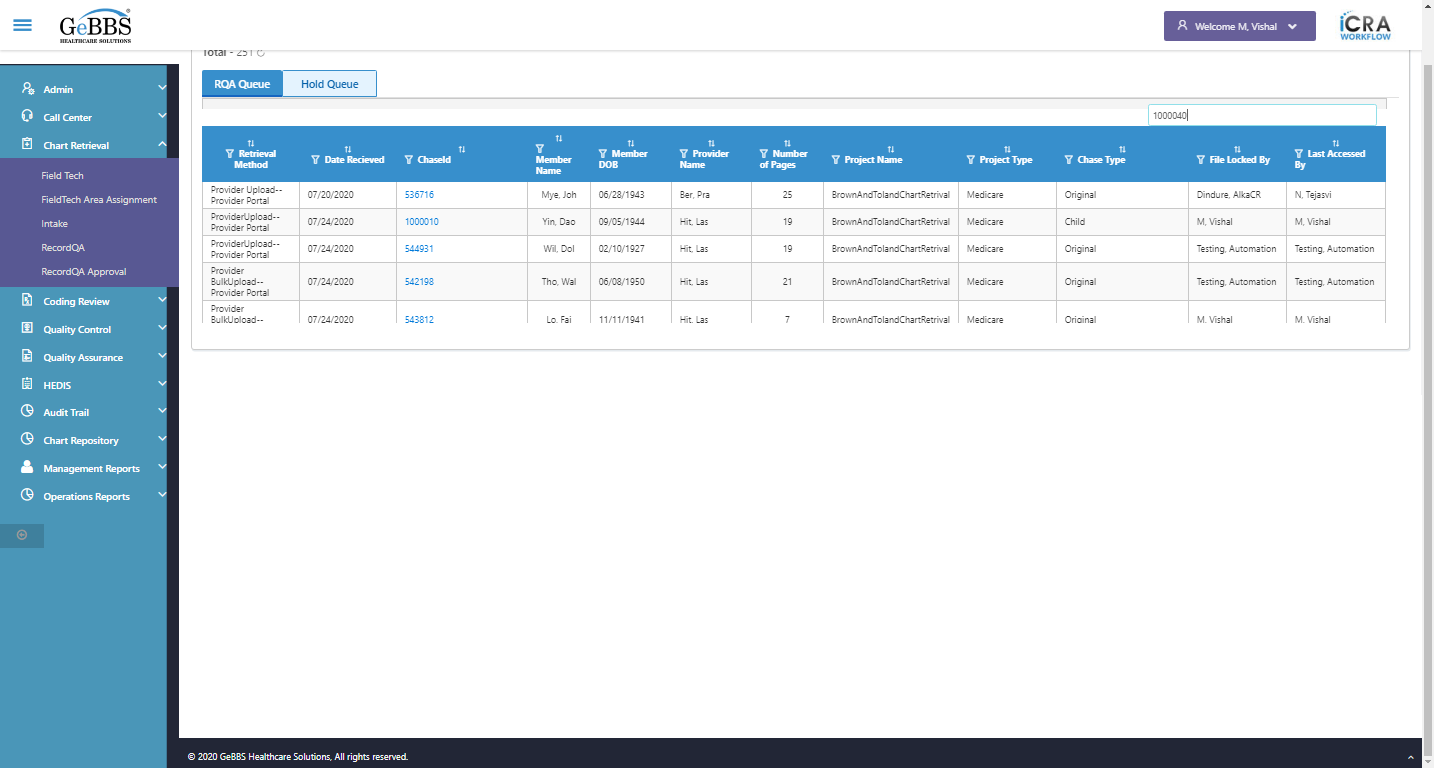 GeBBS
HEALTHCARE SOLUTIONS
Welcome M, Vishal
iCRA
WORKFLOW
Total - 251
Admin
Call Center
Chart Retrieval
Field Tech
FieldTech Area Assignment
Intake
RecordQA
RecordQA Approval
Coding Review
Quality Control
Quality Assurance
HEDIS
Audit Trail
Chart Repository
Management Reports
Operations Reports
RQA Queue Hold Queue
1000040
Retrieval Method Date Recieved ChaseId Member Name Member DOB Provider Name Number of Pages Project Name Project Type Chase Type File Locked By Last Accessed By
Provider Upload--Provider Portal 07/20/2020 536716 Mye, Joh 06/28/1943 Ber, Pra 25 BrownAndTolandChartRetrival Medicare Original Dindure, AlkaCR N, Tejasvi
ProviderUpload--Provider Portal 07/24/2020 1000010 Yin, Dao 09/05/1944 Hit, Las 19 BrownAndTolandChartRetrival Medicare Child M, Vishal M, Vishal
ProviderUpload--Provider Portal 07/24/2020 544931 Wil, Dol 02/10/1927 Hit, Las 19 BrownAndTolandChartRetrival Medicare Original Testing, Automation Testing, Automation
Provider BulkUpload--Provider Portal 07/24/2020 542198 Tho, Wal 06/08/1950 Hit, Las 21 BrownAndTolandChartRetrival Medicare Original Testing, Automation Testing, Automation
Provider BulkUpload-- 07/24/2020 543812 Lo, Fai 11/11/1941 Hit, Las 7 BrownAndTolandChartRetrival Medicare Original M, Vishal M, Vishal
© 2020 GeBBS Healthcare Solutions, All rights reserved.